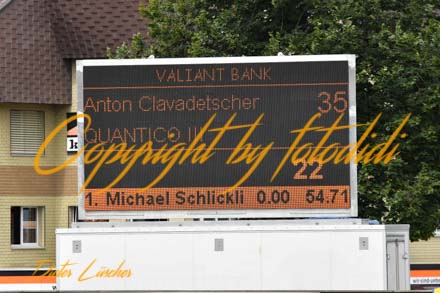 VALIANT BANK
Anton Clavadetscher 35
QUANTICO II
22
1. Michael Schlickli 0.00 54.71
Copyright by fotodidi
Dieter Lüscher